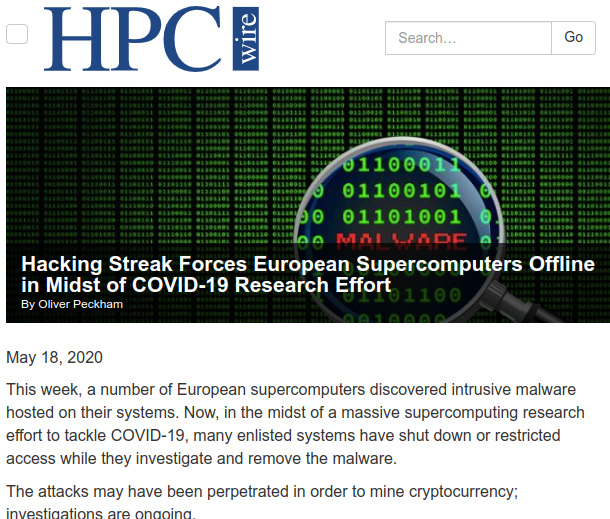 HPC wire
Search...
Go
01100011
01100101
01101001
MALWARE
Hacking Streak Forces European Supercomputers Offline
in Midst of COVID-19 Research Effort
By Oliver Peckham
May 18, 2020
This week, a number of European supercomputers discovered intrusive malware
hosted on their systems. Now, in the midst of a massive supercomputing research
effort to tackle COVID-19, many enlisted systems have shut down or restricted
access while they investigate and remove the malware.
The attacks may have been perpetrated in order to mine cryptocurrency;
investigations are ongoing.